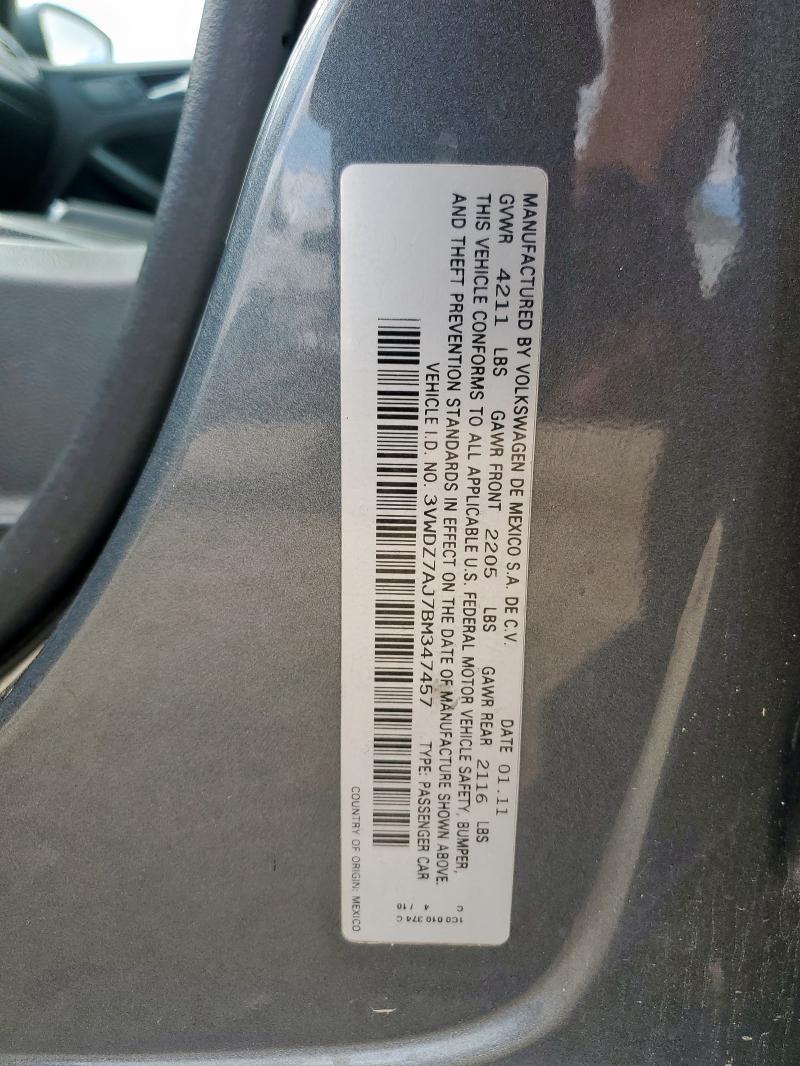 MANUFACTURED BY VOLKSWAGEN DE MEXICO S.A. DE C.V. DATE 01.11
GVWR 4211 LBS GAWR FRONT 2205 LBS GAWR REAR 2116 LBS
THIS VEHICLE CONFORMS TO ALL APPLICABLE U.S. FEDERAL MOTOR VEHICLE SAFETY, BUMPER,
AND THEFT PREVENTION STANDARDS IN EFFECT ON THE DATE OF MANUFACTURE SHOWN ABOVE.
VEHICLE I.D. NO. 3VWDZ7AJ7BM347457 TYPE: PASSENGER CAR
COUNTRY OF ORIGIN: MEXICO
1C0 010 374 C
4 / 10